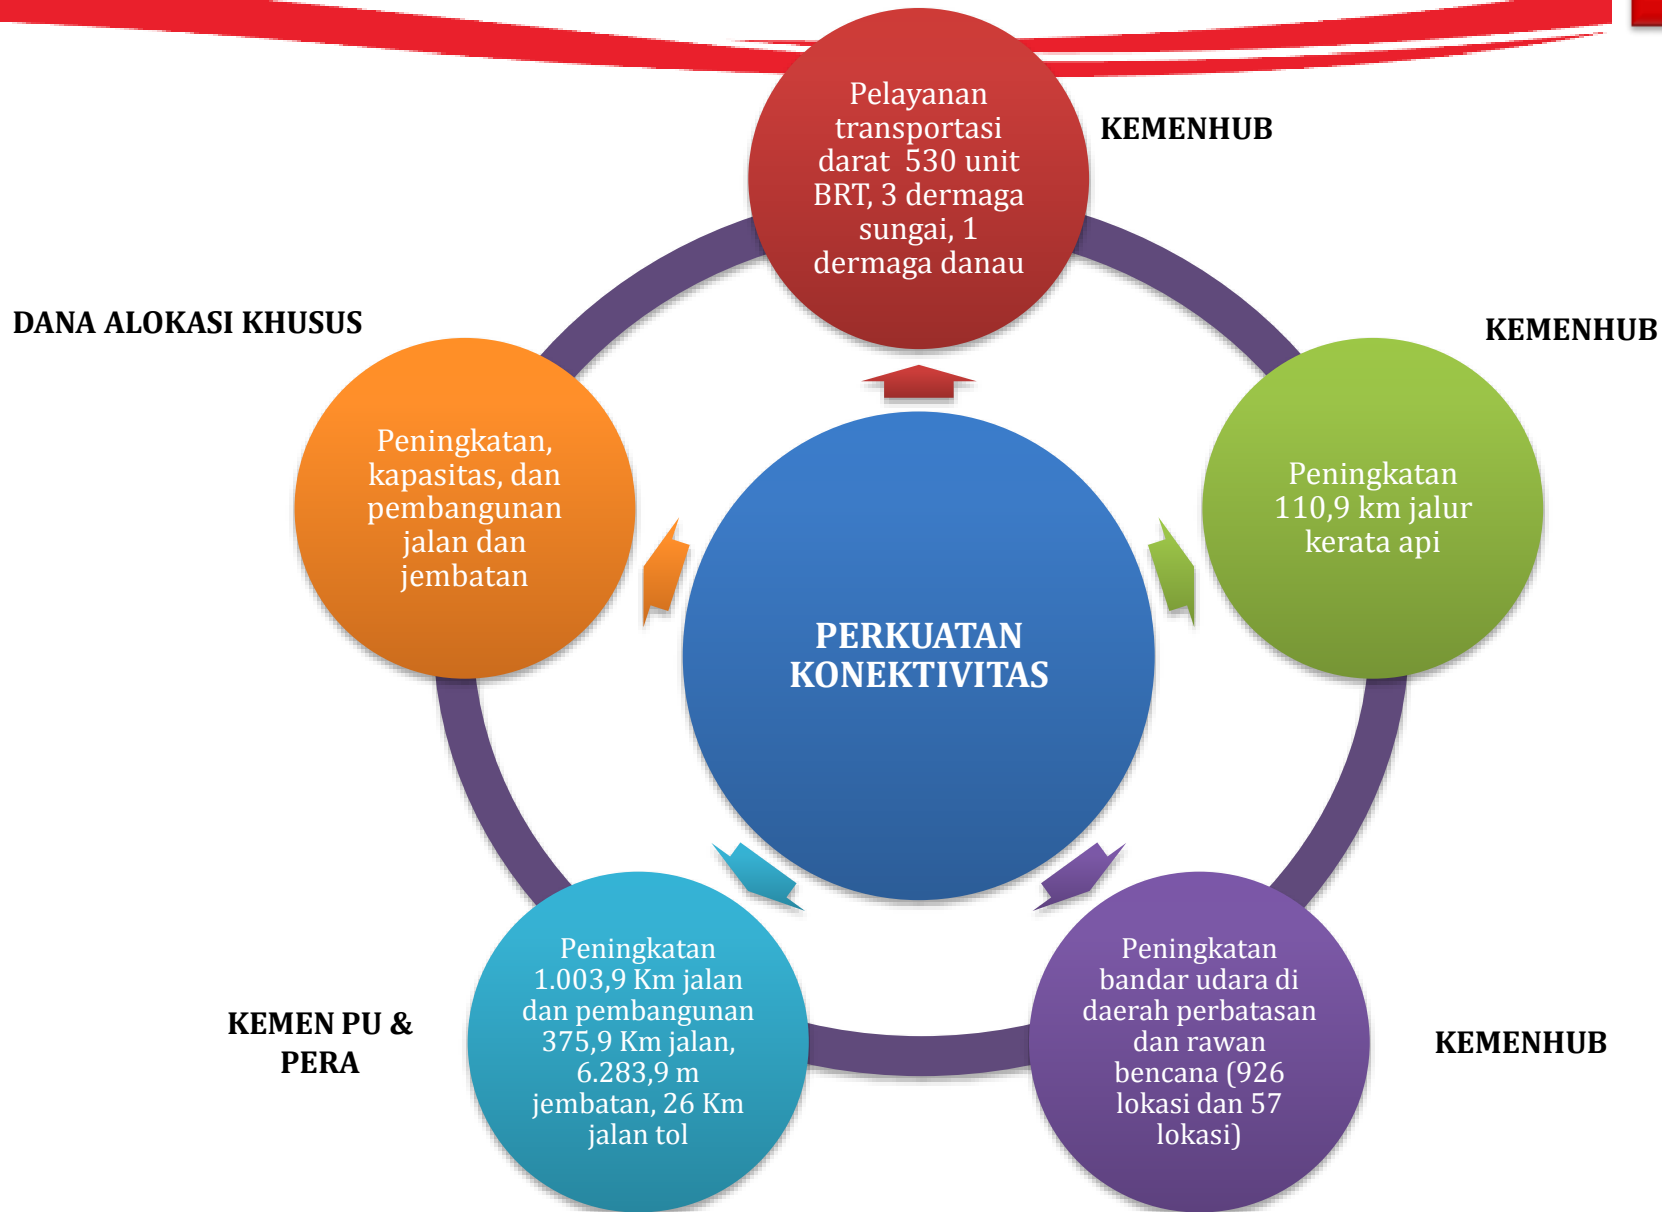 Pelayanan
transportasi
darat  530 unit
BRT, 3 dermaga
sungai, 1
dermaga danau
KEMENHUB
KEMENHUB
Peningkatan
110,9 km jalur
kerata api
Peningkatan
bandar udara di
daerah perbatasan
dan rawan
bencana (926
lokasi dan 57
lokasi)
KEMENHUB
Peningkatan
1.003,9 Km jalan
dan pembangunan
375,9 Km jalan,
6.283,9 m
jembatan, 26 Km
jalan tol
KEMEN PU &
PERA
DANA ALOKASI KHUSUS
Peningkatan,
kapasitas, dan
pembangunan
jalan dan
jembatan
PERKUATAN
KONEKTIVITAS